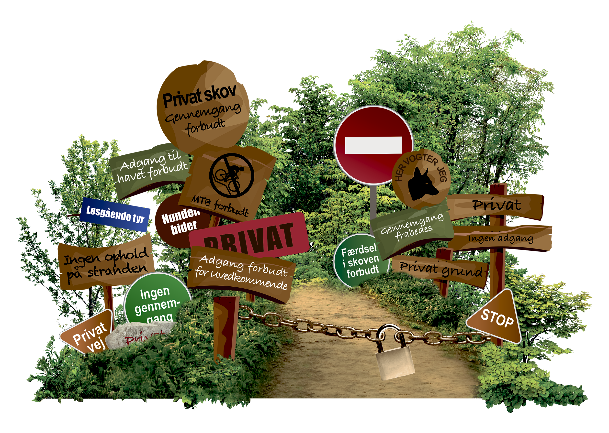 Privat skov
Gennemgang
forbudt
Adgang til
havet forbudt
MTB forbudt
HER VOGTER JEG
Løsgående tyr
Hunden
bider
PRIVAT
Gennemgang
frabedes
Privat
Ingen adgang
Ingen ophold
på stranden
Adgang forbudt
for uvedkommende
Færdsel
i skoven
forbudt
Privat grund
Ingen
gennem-
gang
Privat
vej
Privat
STOP